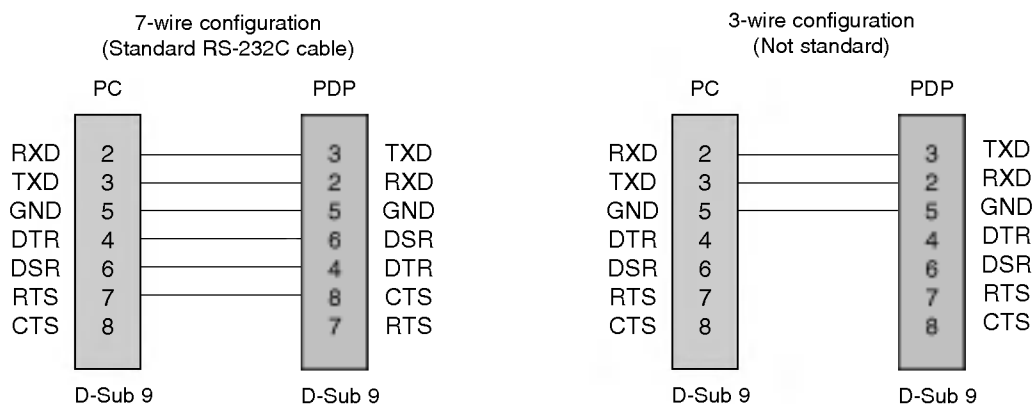 7-wire configuration
(Standard RS-232C cable)
PC PDP
RXD 2 3 TXD
TXD 3 2 RXD
GND 5 5 GND
DTR 4 6 DSR
DSR 6 4 DTR
RTS 7 8 CTS
CTS 8 7 RTS
D-Sub 9 D-Sub 9
3-wire configuration
(Not standard)
PC PDP
RXD 2 3 TXD
TXD 3 2 RXD
GND 5 5 GND
DTR 4 4 DTR
DSR 6 6 DSR
RTS 7 7 RTS
CTS 8 8 CTS
D-Sub 9 D-Sub 9